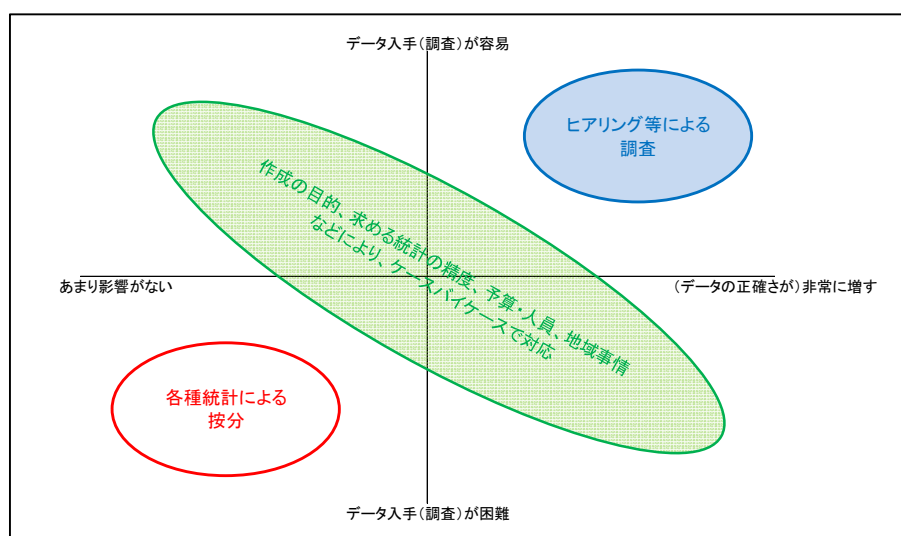 データ入手(調査)が容易
ヒアリング等による
調査
作成の目的、求める統計の精度、予算・人員、地域事情
などにより、ケースバイケースで対応
あまり影響がない
(データの正確さが)非常に増す
各種統計による
按分
データ入手(調査)が困難